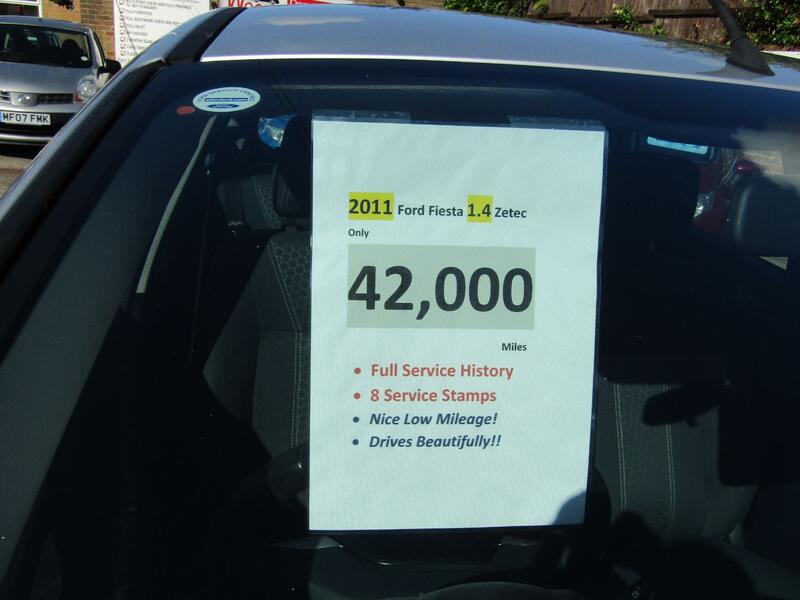 MF07 FMK
2011 Ford Fiesta 1.4 Zetec
Only
42,000
Miles
• Full Service History
• 8 Service Stamps
• Nice Low Mileage!
• Drives Beautifully!!